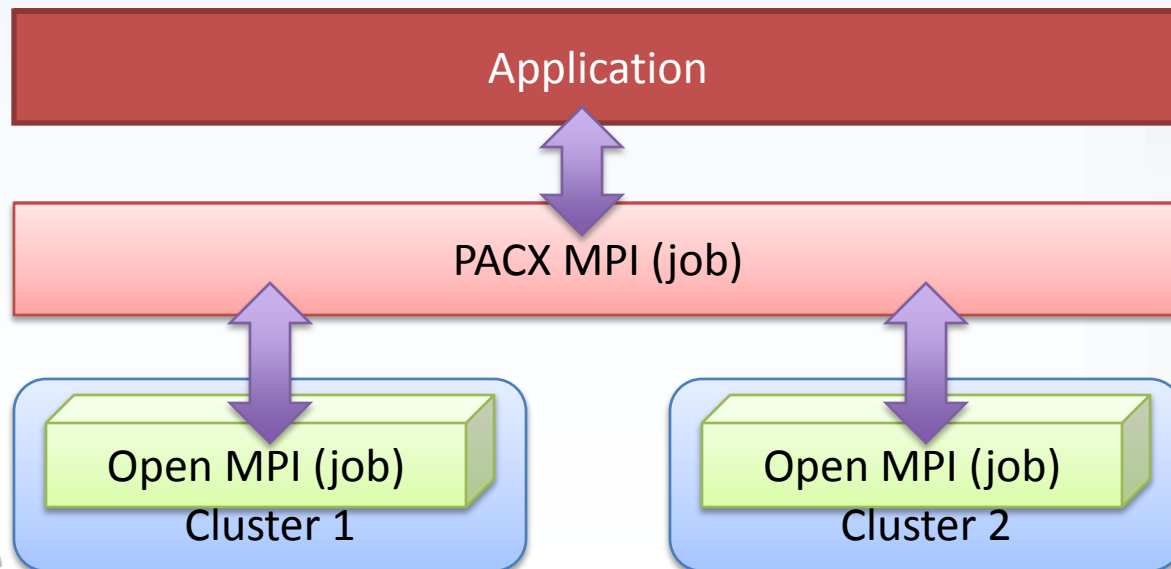 Application
PACX MPI (job)
Open MPI (job)
Open MPI (job)
Cluster 1
Cluster 2